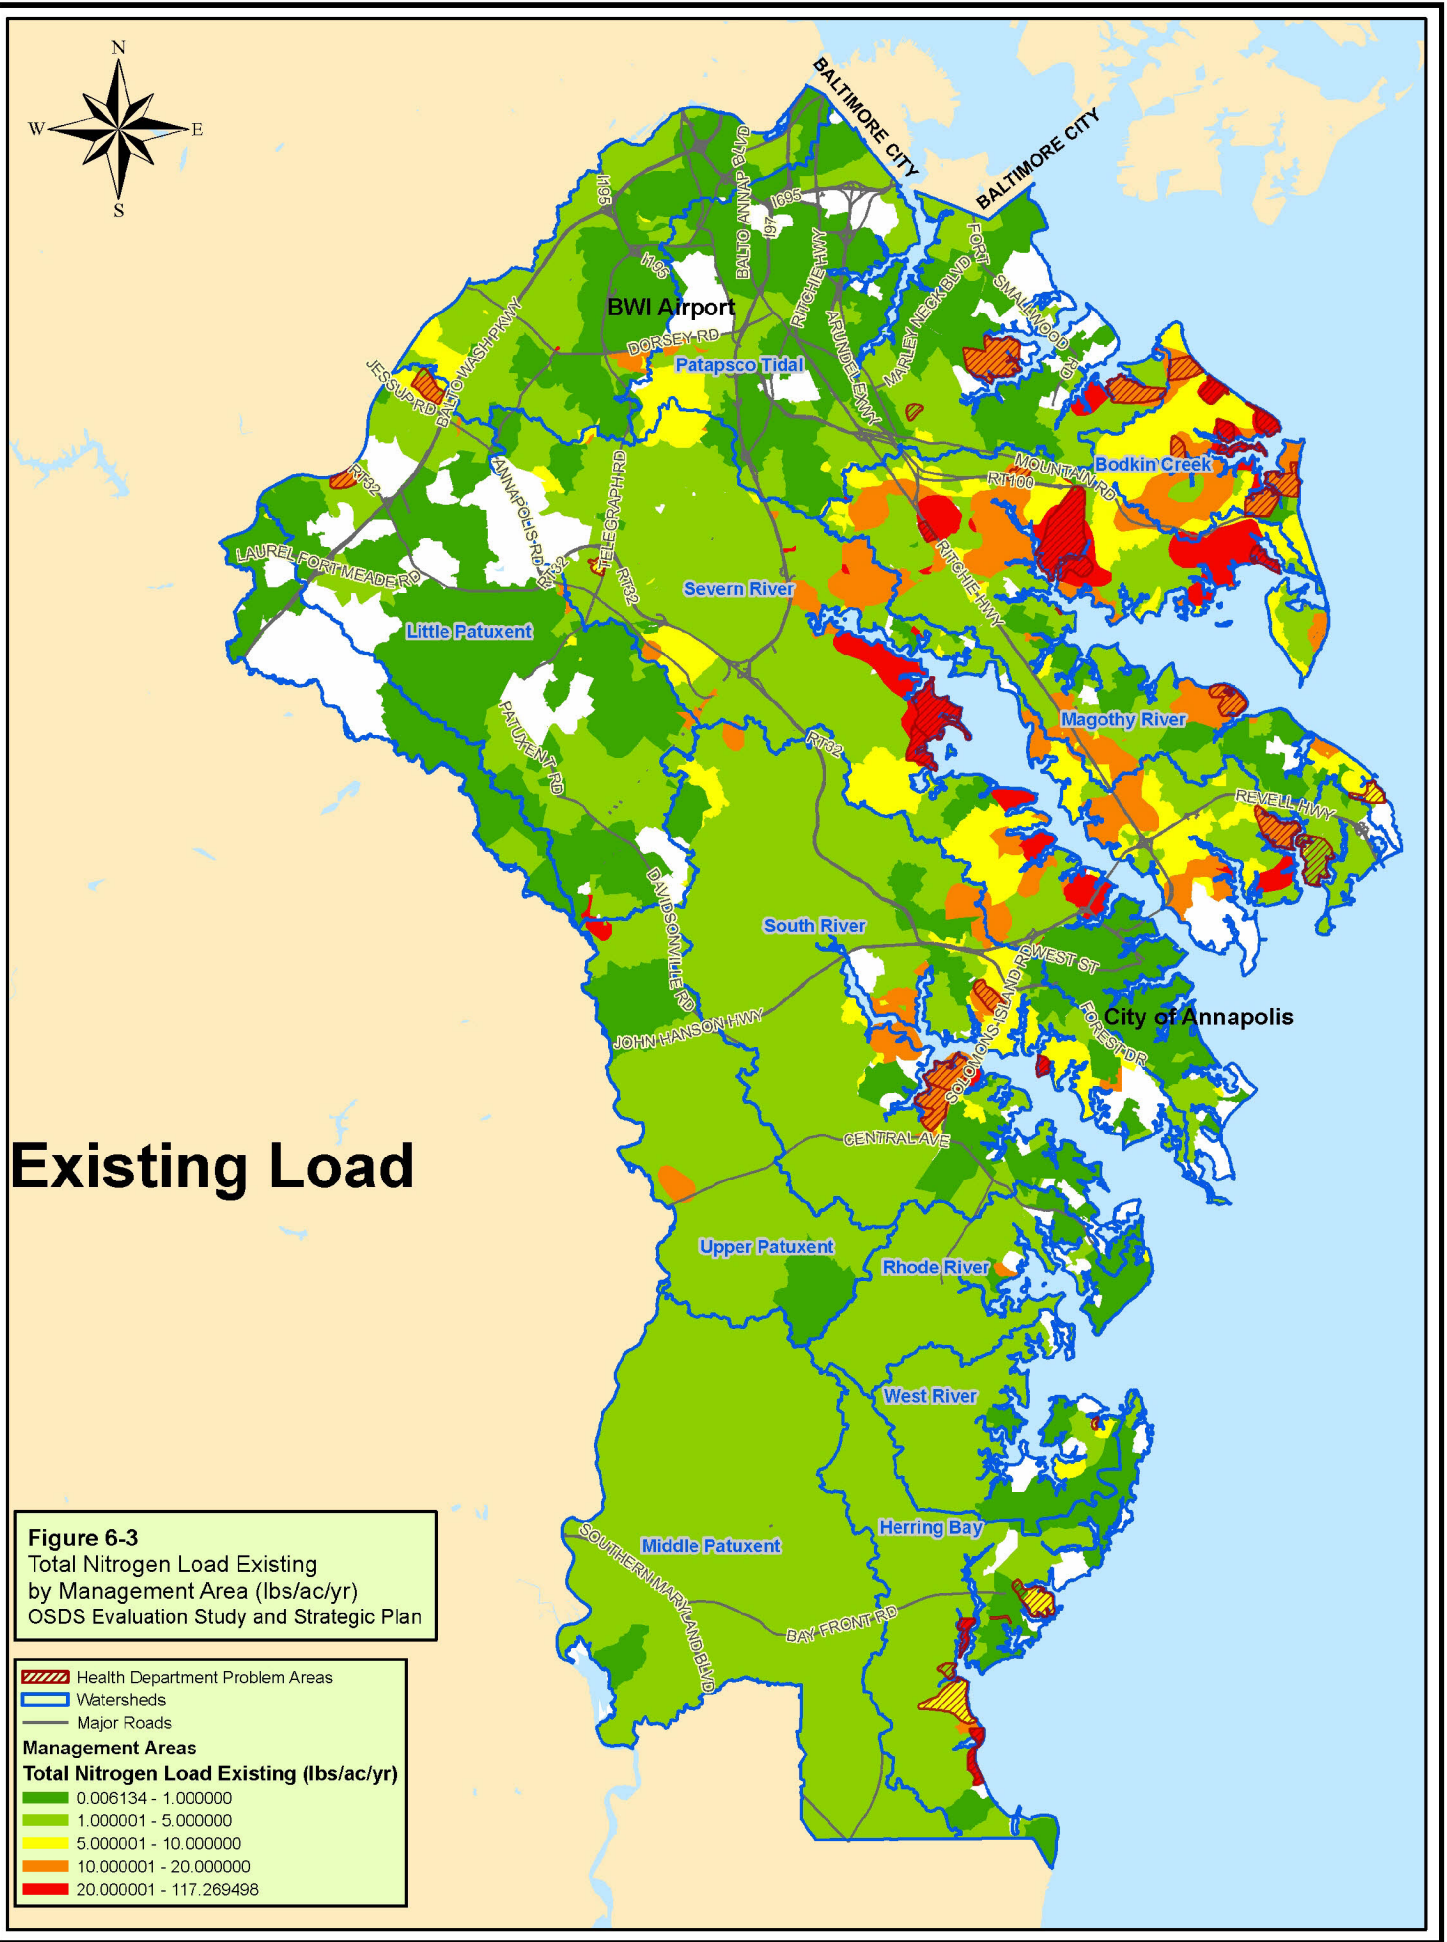 N
W
E
S
BALTIMORE CITY
BALTIMORE CITY
BALTO ANNAP BLVD
I195
I695
I97
I195
RITCHIE HWY
FORT SMALLWOOD RD
MARLEY NECK BLVD
BWI Airport
DORSEY RD
Patapsco Tidal
ARUNDEL EXWY
BALTO WASH PKWY
JESSUP RD
RT32
ANNAPOLIS RD
TELEGRAPH RD
MOUNTAIN RD
RT100
Bodkin Creek
LAUREL FORT MEADE RD
RT32
RT32
RITCHIE HWY
Severn River
Little Patuxent
PATUXENT RD
RT32
Magothy River
REVELL HWY
DAVIDSONVILLE RD
South River
WEST ST
SOLOMONS ISLAND RD
FOREST DR
City of Annapolis
JOHN HANSON HWY
CENTRAL AVE
Existing Load
Upper Patuxent
Rhode River
West River
Herring Bay
Middle Patuxent
SOUTHERN MARYLAND BLVD
BAY FRONT RD
Figure 6-3
Total Nitrogen Load Existing
by Management Area (lbs/ac/yr)
OSDS Evaluation Study and Strategic Plan
Health Department Problem Areas
Watersheds
Major Roads
Management Areas
Total Nitrogen Load Existing (lbs/ac/yr)
0.006134 - 1.000000
1.000001 - 5.000000
5.000001 - 10.000000
10.000001 - 20.000000
20.000001 - 117.269498